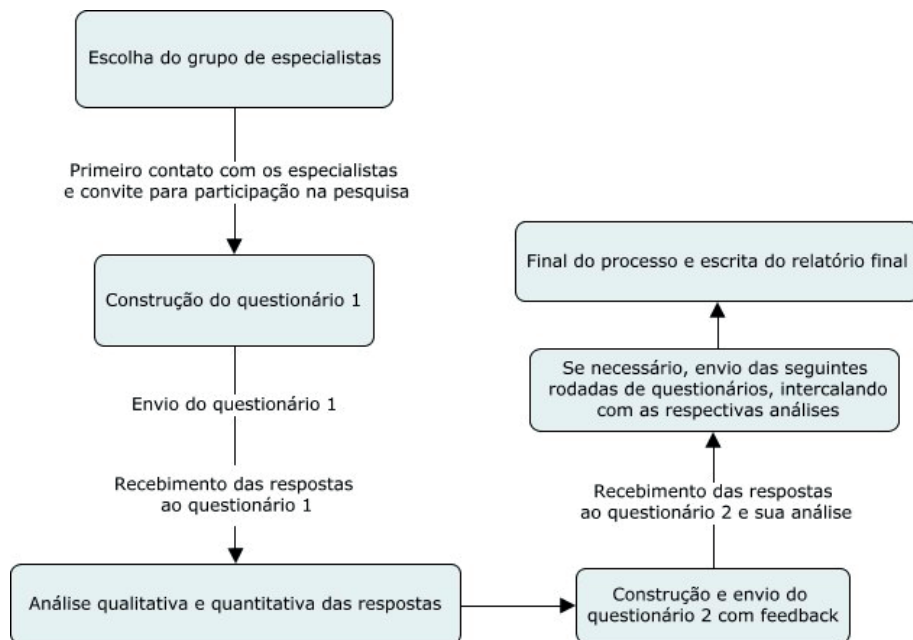 Escolha do grupo de especialistas
Primeiro contato com os especialistas
e convite para participação na pesquisa
Construção do questionário 1
Envio do questionário 1
Recebimento das respostas
ao questionário 1
Análise qualitativa e quantitativa das respostas
Construção e envio do
questionário 2 com feedback
Recebimento das respostas
ao questionário 2 e sua análise
Se necessário, envio das seguintes
rodadas de questionários, intercalando
com as respectivas análises
Final do processo e escrita do relatório final